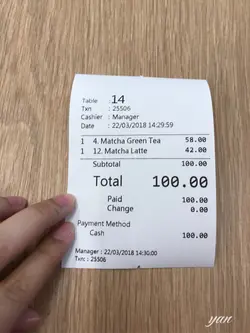 Table : 14
Txn : 25506
Cashier : Manager
Date : 22/03/2018 14:29:59
1 4. Matcha Green Tea 58.00
1 12. Matcha Latte 42.00
Subtotal 100.00
Total 100.00
Paid 100.00
Change 0.00
Payment Method
Cash 100.00
Manager : 22/03/2018 14:30:00
Txn: : 25506
yan